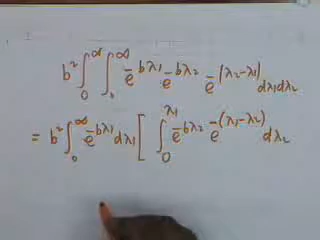 b² ∫₀^∞ ∫₀^∞ e^{-bλ₁} e^{-bλ₂} e^{-(λ₂-λ₁)} dλ₁dλ₂
= b² ∫₀^∞ e^{-bλ₁} dλ₁ [ ∫₀^{λ₁} e^{-bλ₂} e^{-(λ₁-λ₂)} dλ₂